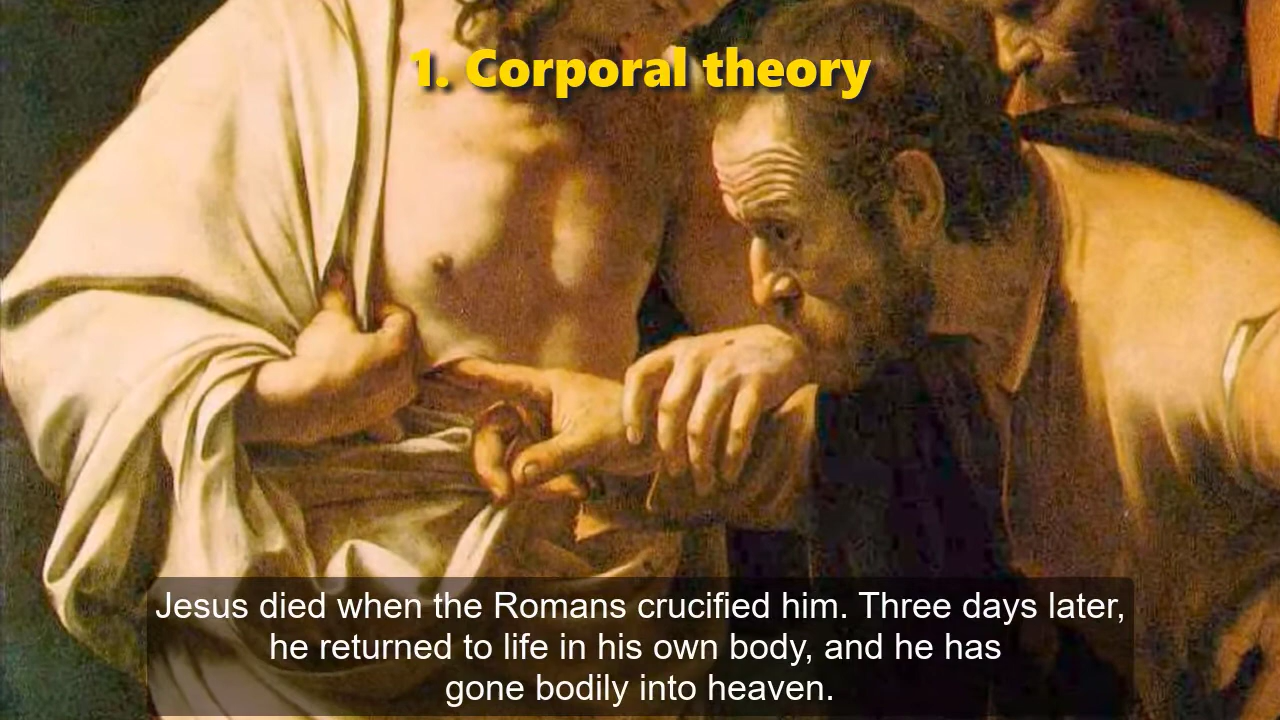 1. Corporal theory
Jesus died when the Romans crucified him. Three days later,
he returned to life in his own body, and he has
gone bodily into heaven.